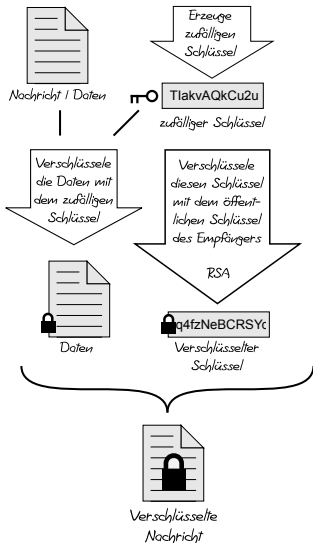 Erzeuge
zufälligen
Schlüssel
Nachricht / Daten
TIakvAQkCu2u
zufälliger Schlüssel
Verschlüssele
die Daten mit
dem zufälligen
Schlüssel
Verschlüssele
diesen Schlüssel
mit dem öffent-
lichen Schlüssel
des Empfängers
RSA
Daten
q4fzNeBCRSYc
Verschlüsselter
Schlüssel
Verschlüsselte
Nachricht